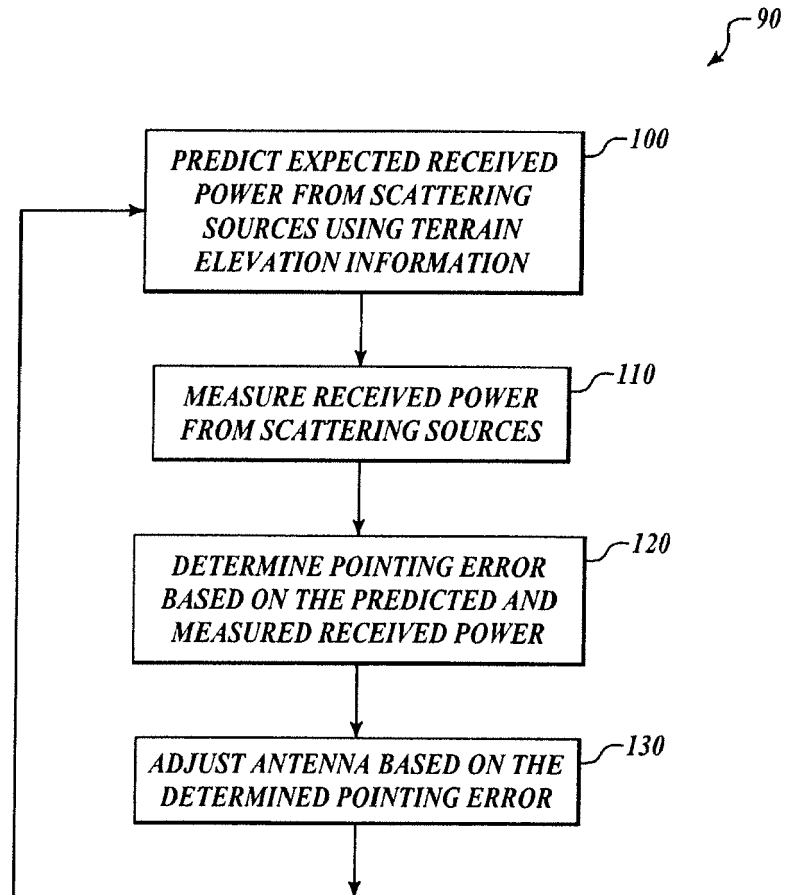 90
100
PREDICT EXPECTED RECEIVED
POWER FROM SCATTERING
SOURCES USING TERRAIN
ELEVATION INFORMATION
110
MEASURE RECEIVED POWER
FROM SCATTERING SOURCES
120
DETERMINE POINTING ERROR
BASED ON THE PREDICTED AND
MEASURED RECEIVED POWER
130
ADJUST ANTENNA BASED ON THE
DETERMINED POINTING ERROR